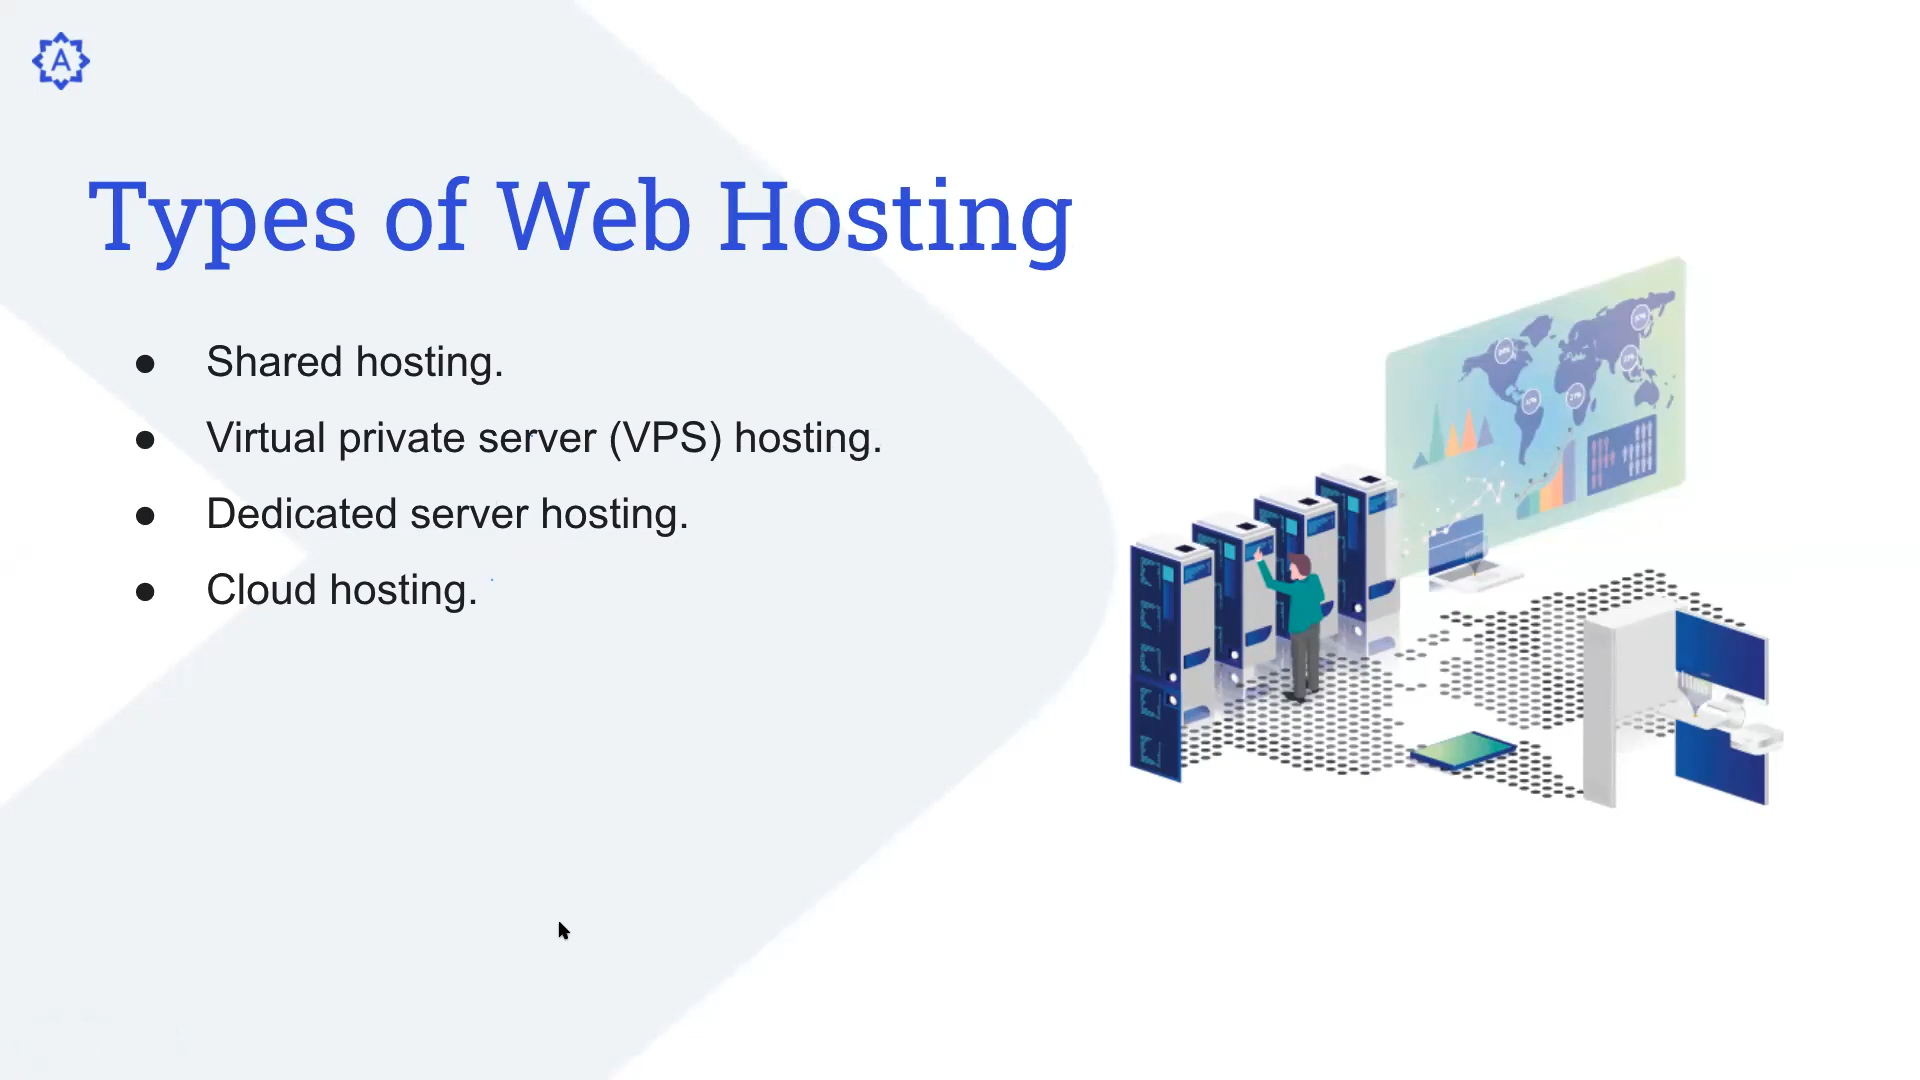 A
Types of Web Hosting
● Shared hosting.
● Virtual private server (VPS) hosting.
● Dedicated server hosting.
● Cloud hosting.